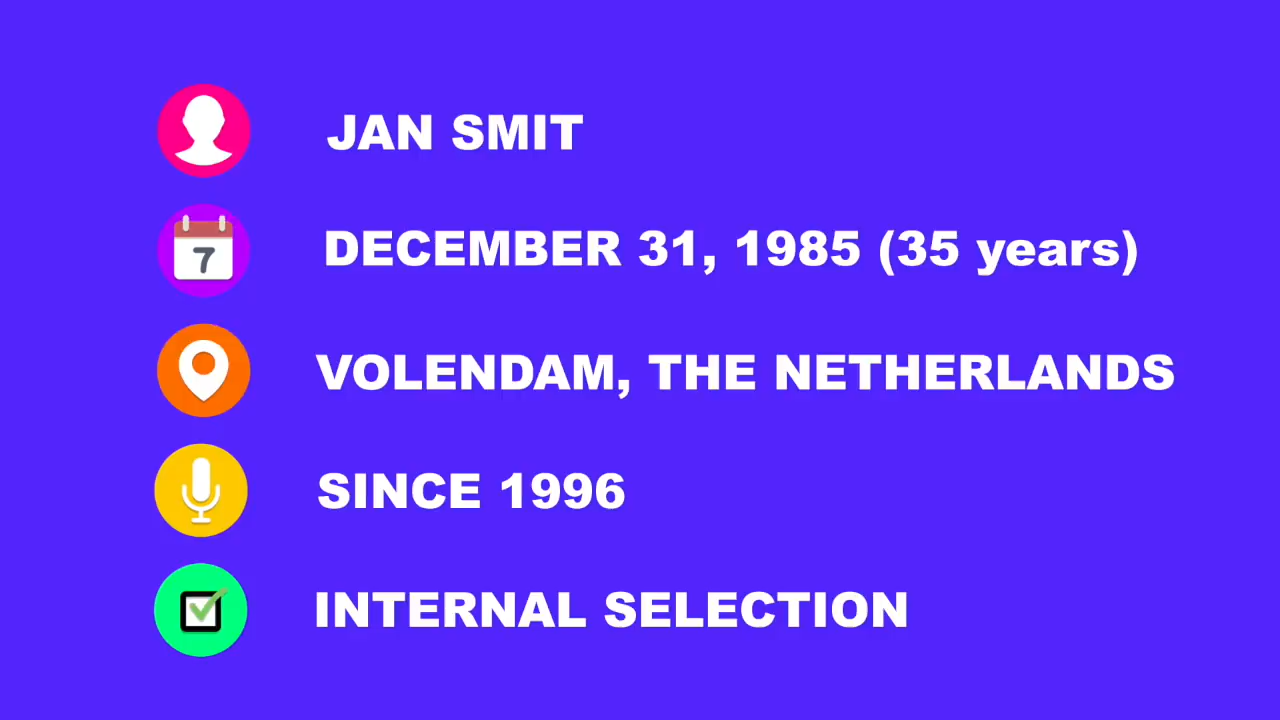 JAN SMIT
7
DECEMBER 31, 1985 (35 years)
VOLENDAM, THE NETHERLANDS
SINCE 1996
INTERNAL SELECTION